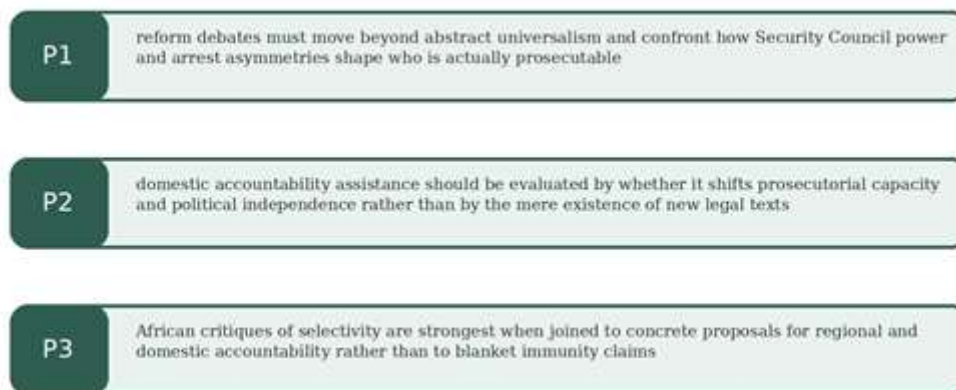 P1
reform debates must move beyond abstract universalism and confront how Security Council power
and arrest asymmetries shape who is actually prosecutable
P2
domestic accountability assistance should be evaluated by whether it shifts prosecutorial capacity
and political independence rather than by the mere existence of new legal texts
P3
African critiques of selectivity are strongest when joined to concrete proposals for regional and
domestic accountability rather than to blanket immunity claims